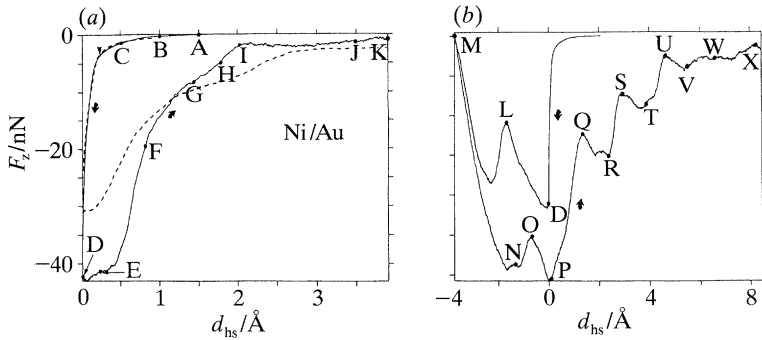 (a)
0
−20
−40
F_z/nN
A
B
C
D
E
F
G
H
I
J
K
Ni/Au
0
1
2
3
d_hs/Å
(b)
M
L
N
O
D
P
Q
R
S
T
U
V
W
X
−4
0
4
8
d_hs/Å